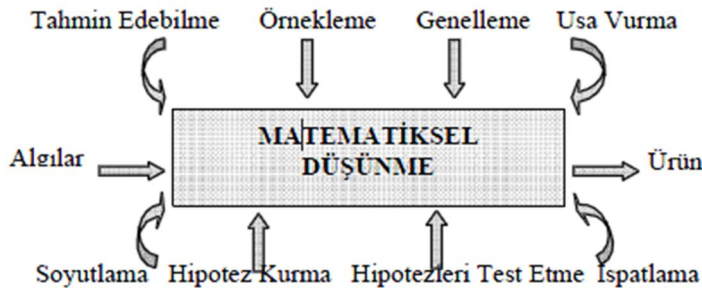 Tahmin Edebilme Örnekleme Genelleme Usa Vurma
MATEMATİKSEL
DÜŞÜNME
Algılar
Ürün
Soyutlama Hipotez Kurma Hipotezleri Test Etme İspatlama